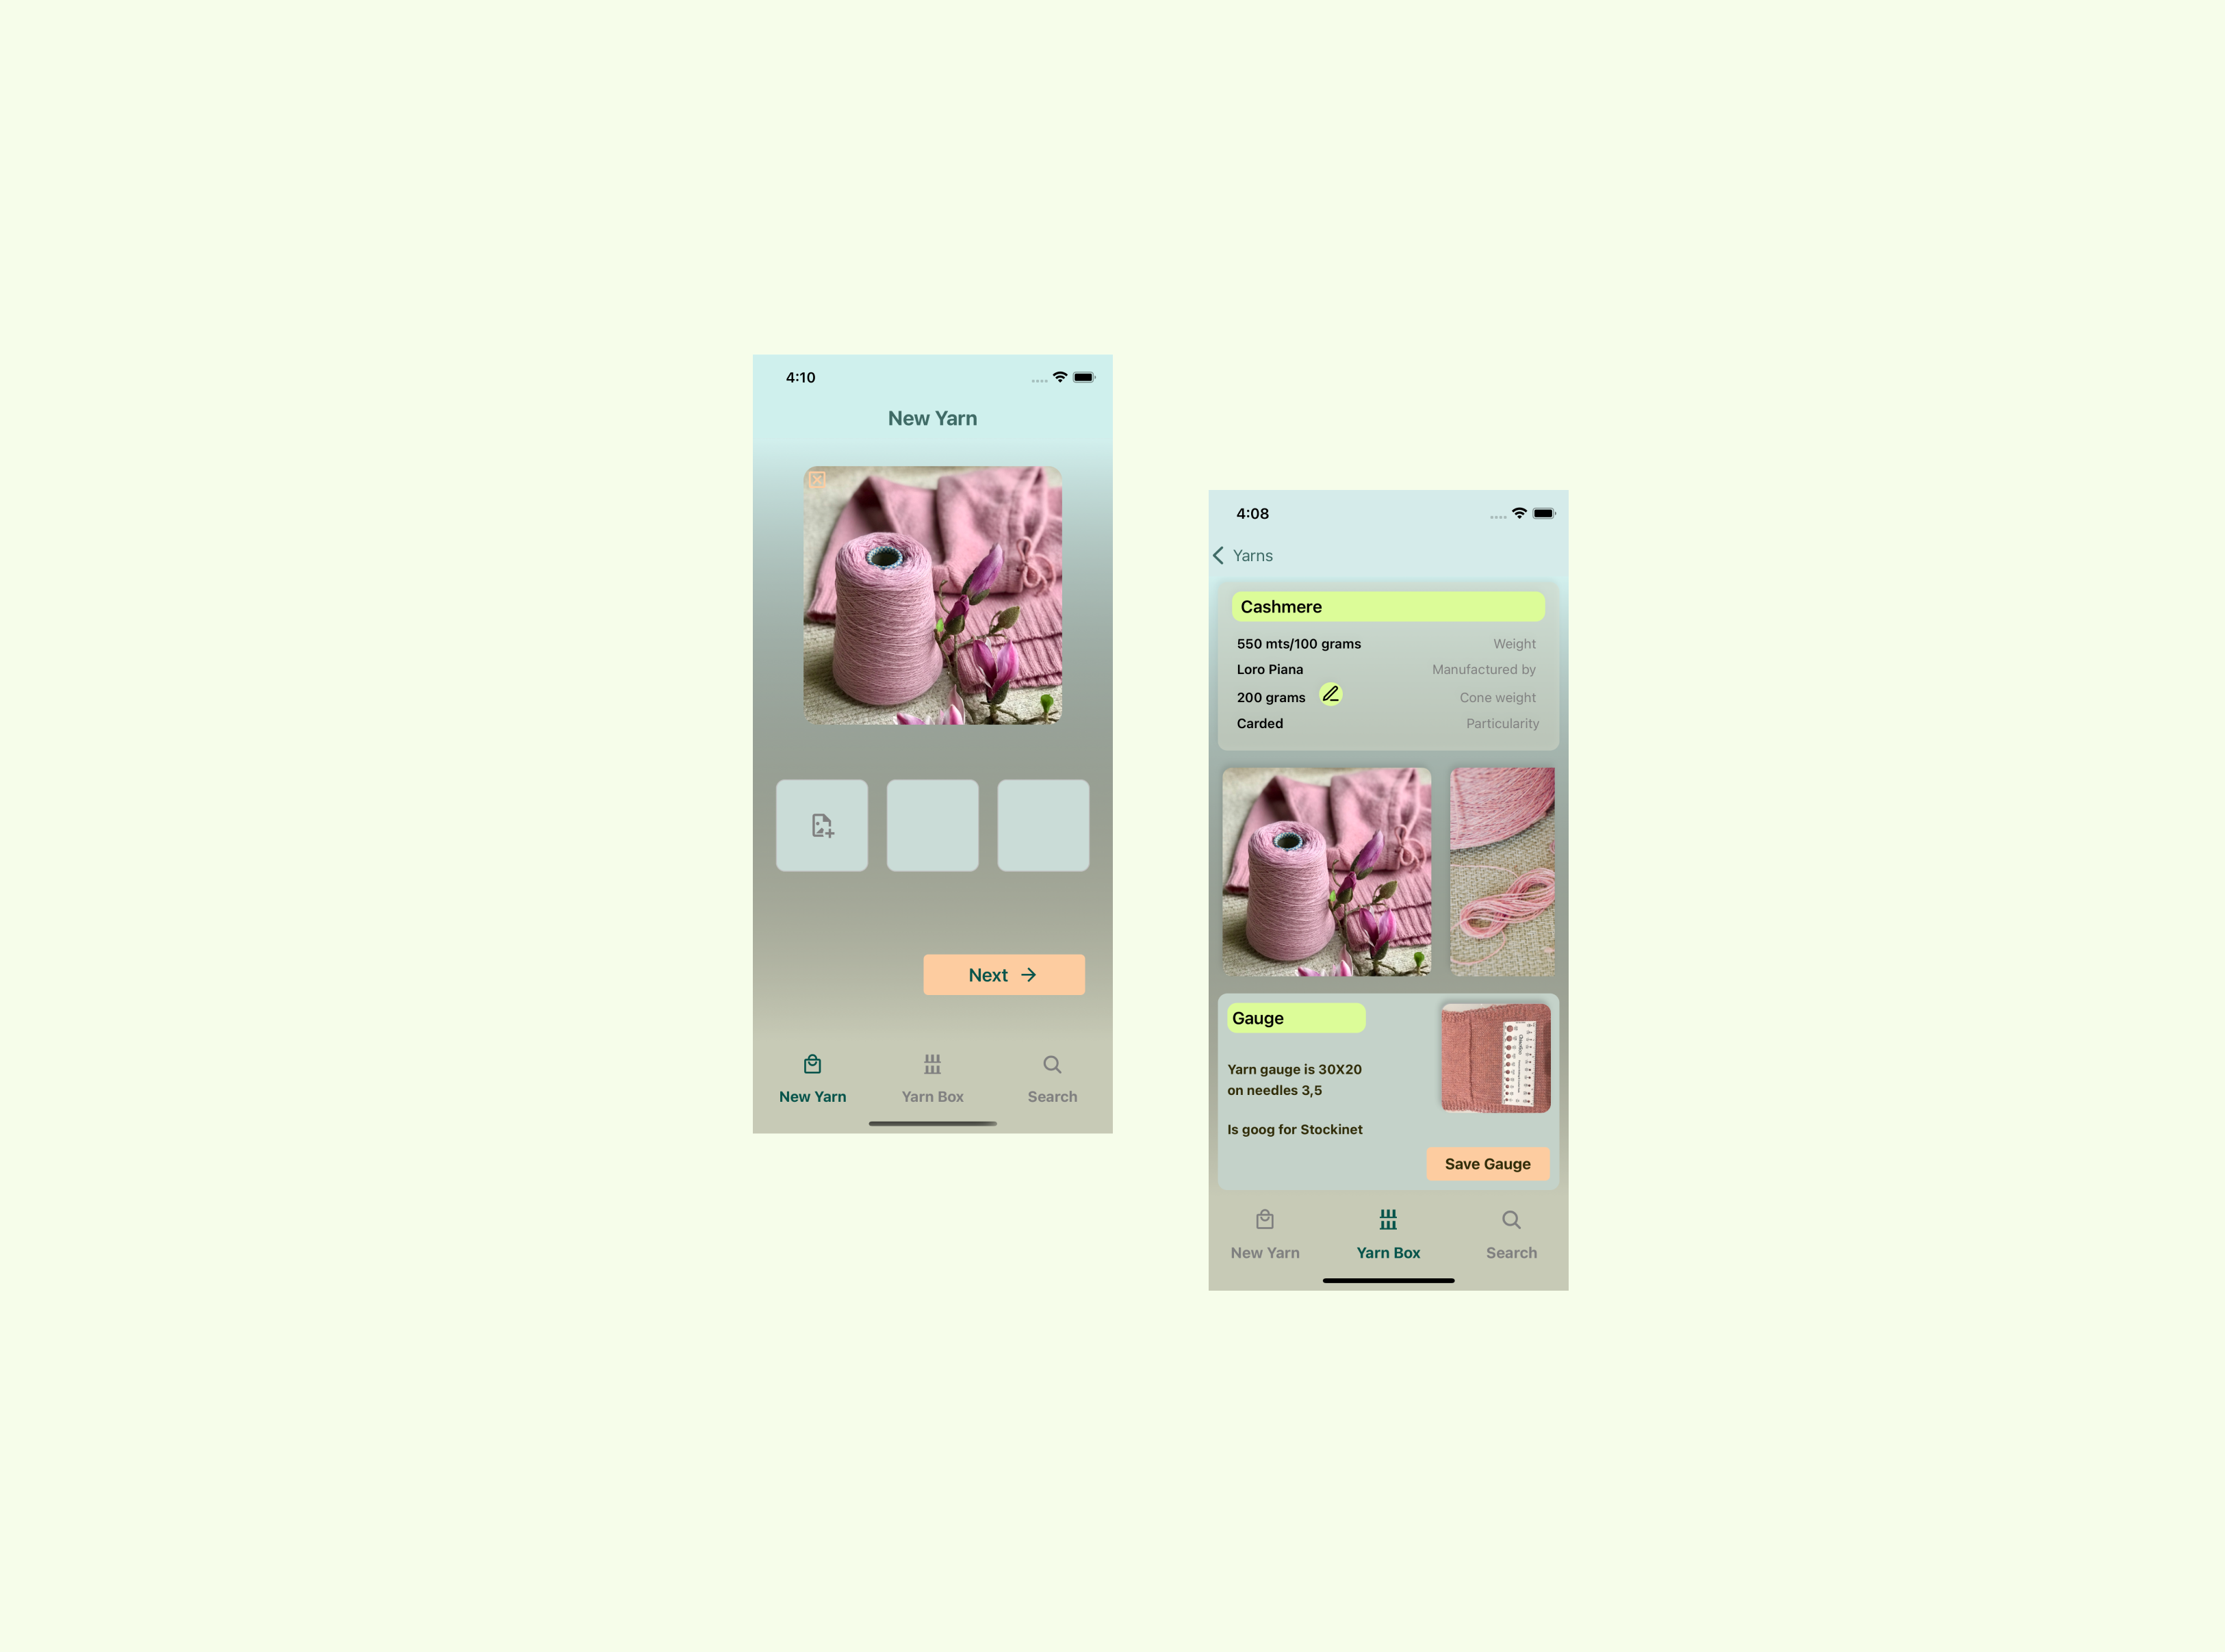 4:10
New Yarn
Next
New Yarn
Yarn Box
Search
4:08
Yarns
Cashmere
550 mts/100 grams Weight
Loro Piana Manufactured by
200 grams Cone weight
Carded Particularity
Gauge
Yarn gauge is 30X20
on needles 3,5
Is goog for Stockinet
Save Gauge
New Yarn
Yarn Box
Search